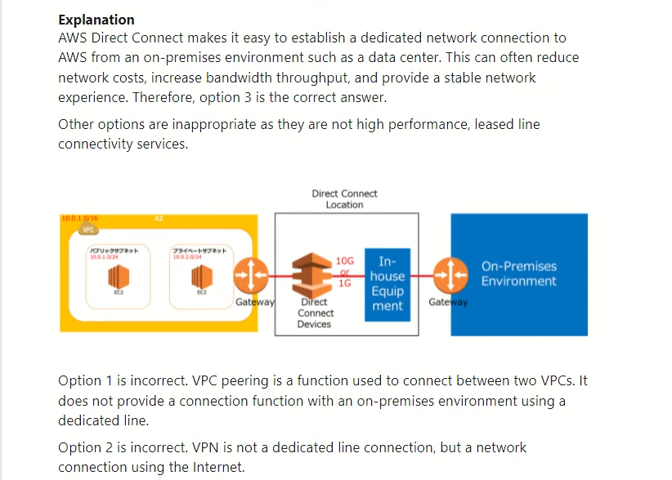 Explanation
AWS Direct Connect makes it easy to establish a dedicated network connection to
AWS from an on-premises environment such as a data center. This can often reduce
network costs, increase bandwidth throughput, and provide a stable network
experience. Therefore, option 3 is the correct answer.
Other options are inappropriate as they are not high performance, leased line
connectivity services.
Direct Connect
Location
10.0.1.0/16
AZ
VPC
パブリックサブネット
10.0.1.0/24
EC2
プライベートサブネット
10.0.2.0/24
EC2
Gateway
Direct
Connect
Devices
10G
or
1G
In-
house
Equip
ment
Gateway
On-Premises
Environment
Option 1 is incorrect. VPC peering is a function used to connect between two VPCs. It
does not provide a connection function with an on-premises environment using a
dedicated line.
Option 2 is incorrect. VPN is not a dedicated line connection, but a network
connection using the Internet.